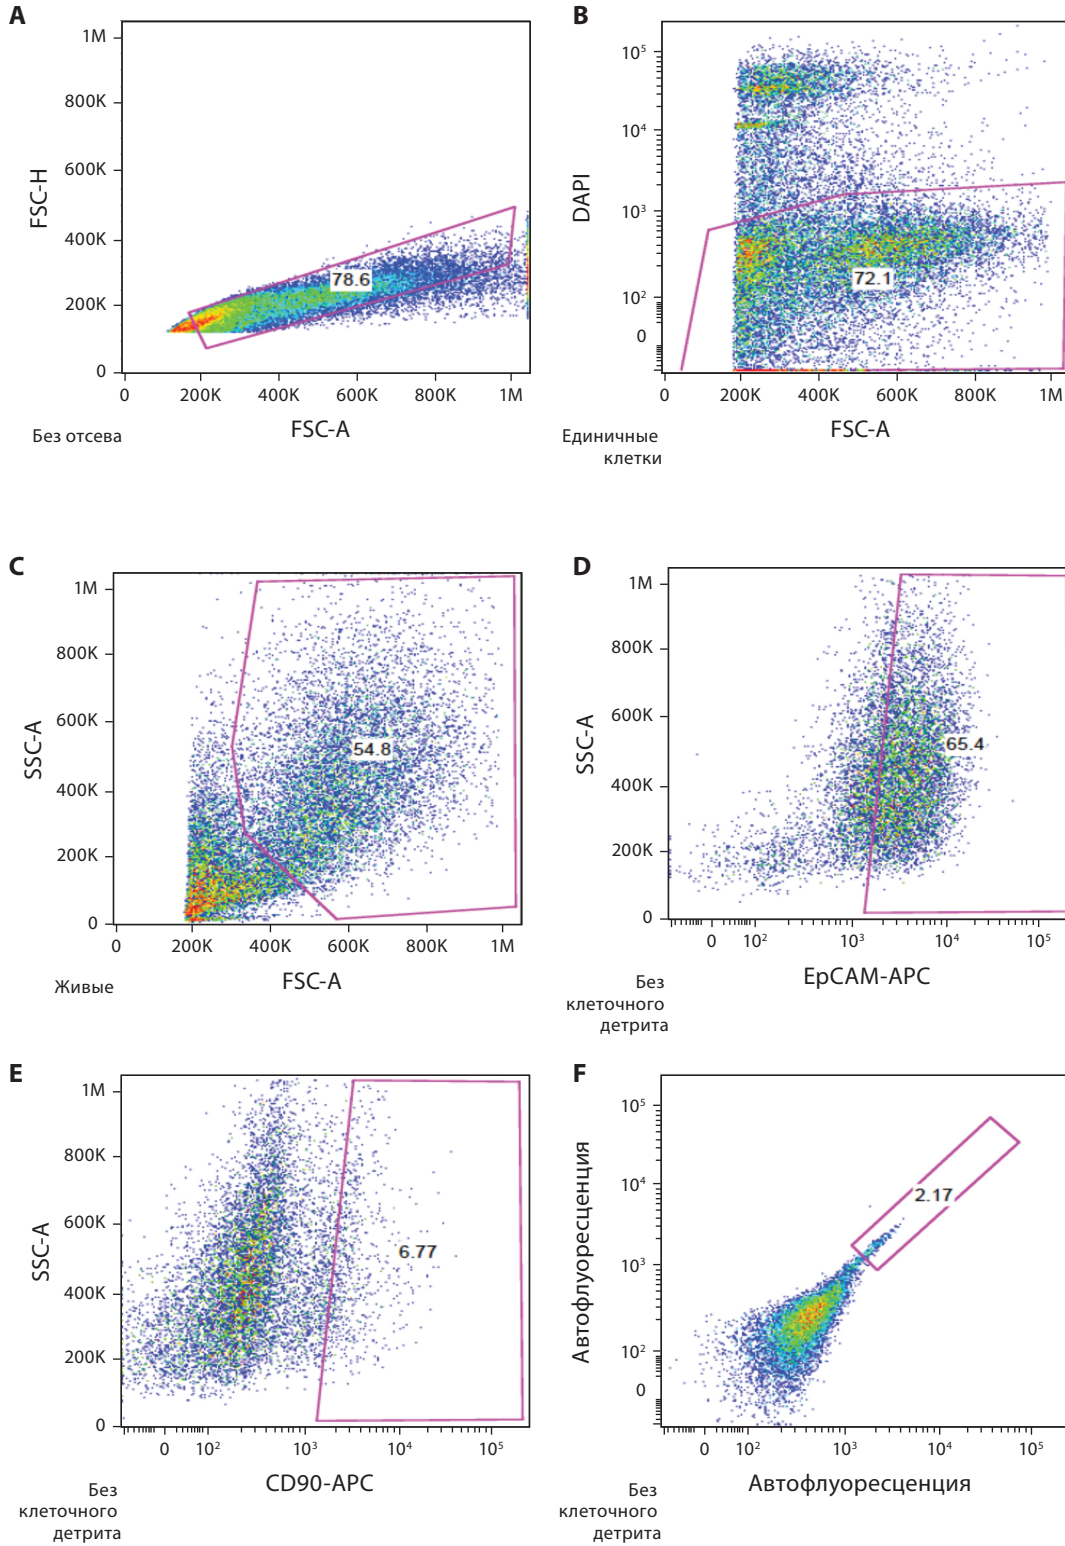 A
1M
800K
600K
400K
200K
0
FSC-H
78.6
0 200K 400K 600K 800K 1M
FSC-A
Без отсева
B
10⁵
10⁴
10³
10²
0
DAPI
72.1
0 200K 400K 600K 800K 1M
FSC-A
Единичные
клетки
C
1M
800K
600K
400K
200K
0
SSC-A
54.8
0 200K 400K 600K 800K 1M
FSC-A
Живые
D
1M
800K
600K
400K
200K
0
SSC-A
65.4
0 10² 10³ 10⁴ 10⁵
EpCAM-APC
Без
клеточного
детрита
E
1M
800K
600K
400K
200K
0
SSC-A
6.77
0 10² 10³ 10⁴ 10⁵
CD90-APC
Без
клеточного
детрита
F
10⁵
10⁴
10³
10²
0
Автофлуоресценция
2.17
0 10² 10³ 10⁴ 10⁵
Автофлуоресценция
Без
клеточного
детрита